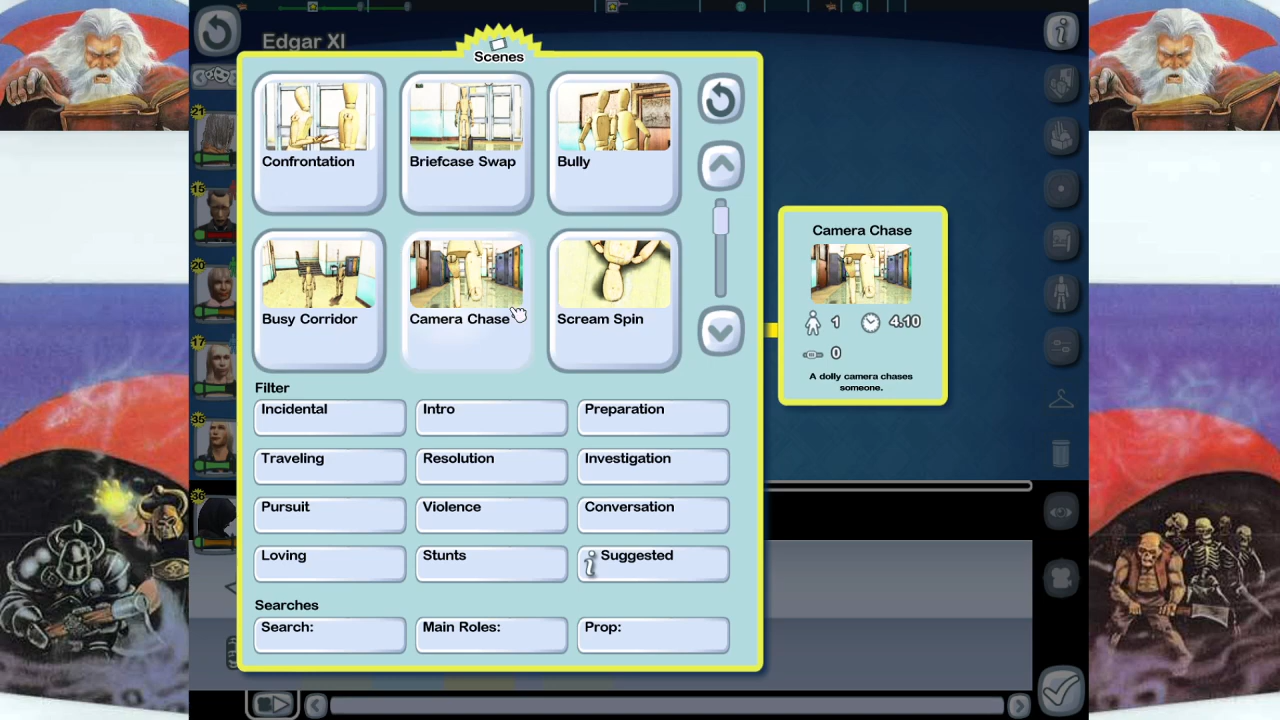 Edgar XI
Scenes
Confrontation
Briefcase Swap
Bully
Busy Corridor
Camera Chase
Scream Spin
Filter
Incidental
Intro
Preparation
Traveling
Resolution
Investigation
Pursuit
Violence
Conversation
Loving
Stunts
i Suggested
Searches
Search:
Main Roles:
Prop:
Camera Chase
1
4.10
0
A dolly camera chases
someone.
21
15
20
17
35
36
i